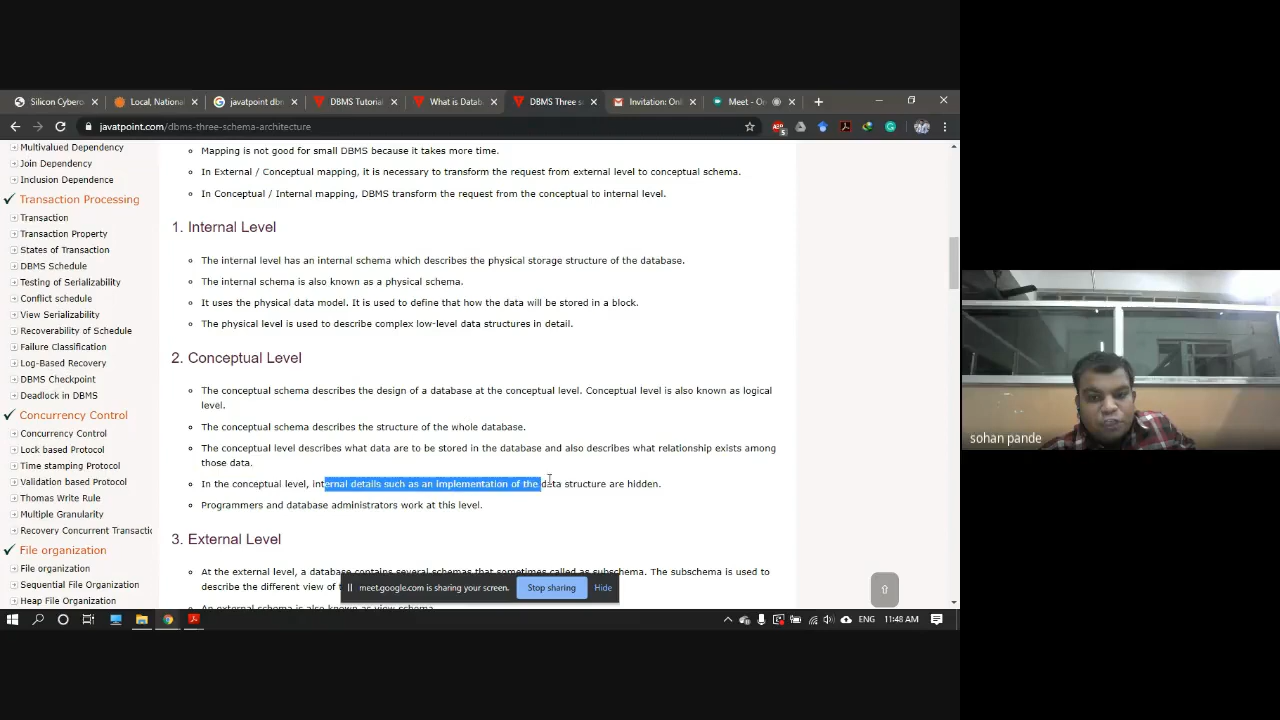 Silicon Cyberc
Local, National
javatpoint dbm
DBMS Tutorial
What is Datab
DBMS Three s
Invitation: Onl
Meet - On
javatpoint.com/dbms-three-schema-architecture
Multivalued Dependency
Join Dependency
Inclusion Dependence
Transaction Processing
Transaction
Transaction Property
States of Transaction
DBMS Schedule
Testing of Serializability
Conflict schedule
View Serializability
Recoverability of Schedule
Failure Classification
Log-Based Recovery
DBMS Checkpoint
Deadlock in DBMS
Concurrency Control
Concurrency Control
Lock based Protocol
Time stamping Protocol
Validation based Protocol
Thomas Write Rule
Multiple Granularity
Recovery Concurrent Transactic
File organization
File organization
Sequential File Organization
Heap File Organization
Mapping is not good for small DBMS because it takes more time.
In External / Conceptual mapping, it is necessary to transform the request from external level to conceptual schema.
In Conceptual / Internal mapping, DBMS transform the request from the conceptual to internal level.
1. Internal Level
The internal level has an internal schema which describes the physical storage structure of the database.
The internal schema is also known as a physical schema.
It uses the physical data model. It is used to define that how the data will be stored in a block.
The physical level is used to describe complex low-level data structures in detail.
2. Conceptual Level
The conceptual schema describes the design of a database at the conceptual level. Conceptual level is also known as logical
level.
The conceptual schema describes the structure of the whole database.
The conceptual level describes what data are to be stored in the database and also describes what relationship exists among
those data.
In the conceptual level, internal details such as an implementation of the data structure are hidden.
Programmers and database administrators work at this level.
3. External Level
At the external level, a database contains several schemas that sometimes called as subschema. The subschema is used to
describe the different view of t
An external schema is also known as view schema.
meet.google.com is sharing your screen.
Stop sharing
Hide
ENG
11:48 AM
sohan pande